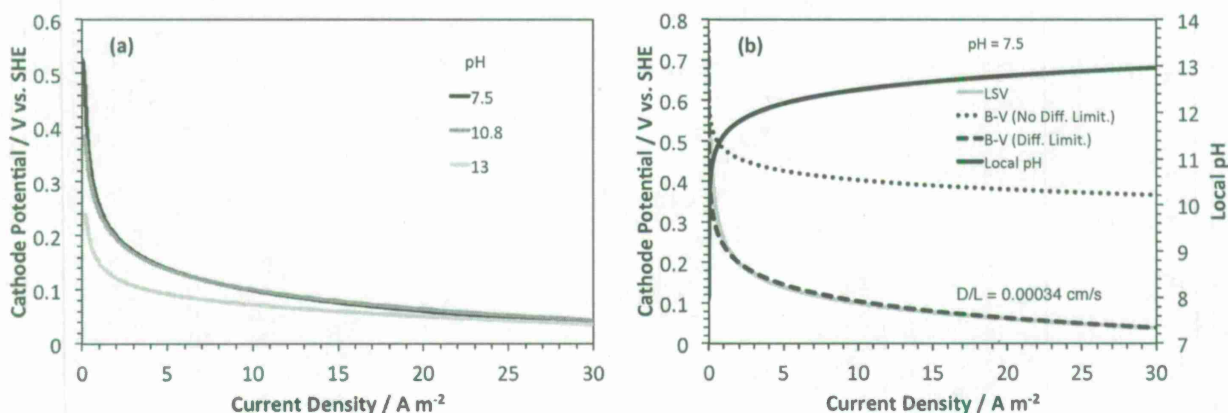 (a)
pH
7.5
10.8
13
0.6
0.5
0.4
0.3
0.2
0.1
0
0 5 10 15 20 25 30
Cathode Potential / V vs. SHE
Current Density / A m-2
(b)
pH = 7.5
LSV
B-V (No Diff. Limit.)
B-V (Diff. Limit.)
Local pH
D/L = 0.00034 cm/s
0.8
0.7
0.6
0.5
0.4
0.3
0.2
0.1
0
14
13
12
11
10
9
8
7
0 5 10 15 20 25 30
Cathode Potential / V vs. SHE
Local pH
Current Density / A m-2